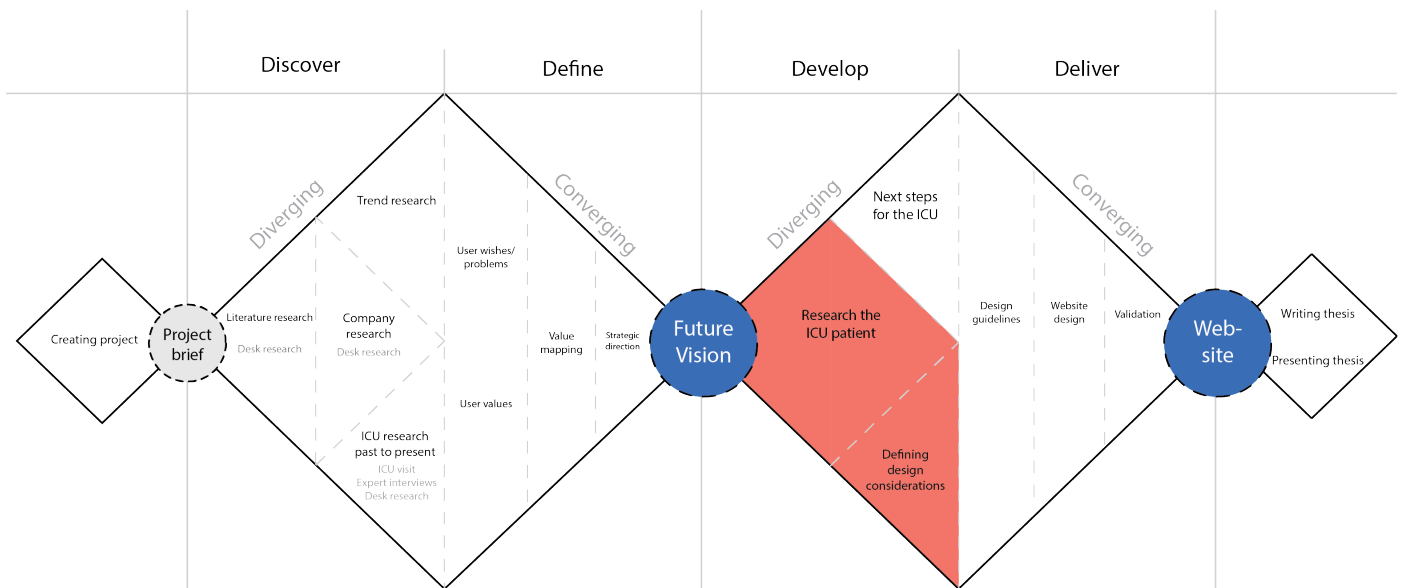 Discover
Define
Develop
Deliver
Diverging
Converging
Diverging
Converging
Creating project
Project
brief
Literature research
Desk research
Trend research
Company
research
Desk research
ICU research
past to present
ICU visit
Expert interviews
Desk research
User wishes/
problems
User values
Value
mapping
Strategic
direction
Future
Vision
Next steps
for the ICU
Research the
ICU patient
Defining
design
considerations
Design
guidelines
Website
design
Validation
Web-
site
Writing thesis
Presenting thesis